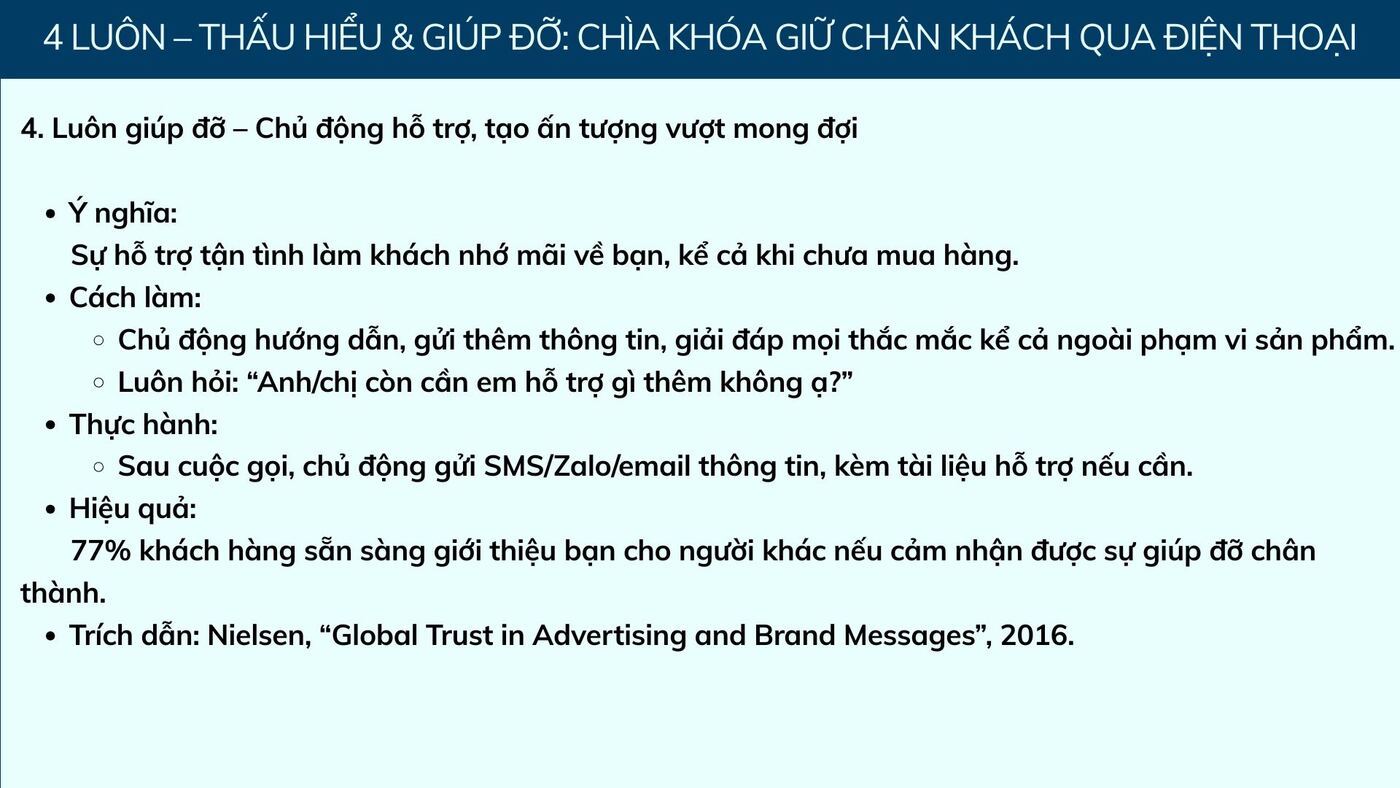 4 LUÔN – THẤU HIỂU & GIÚP ĐỠ: CHÌA KHÓA GIỮ CHÂN KHÁCH QUA ĐIỆN THOẠI
4. Luôn giúp đỡ – Chủ động hỗ trợ, tạo ấn tượng vượt mong đợi
• Ý nghĩa:
Sự hỗ trợ tận tình làm khách nhớ mãi về bạn, kể cả khi chưa mua hàng.
• Cách làm:
◦ Chủ động hướng dẫn, gửi thêm thông tin, giải đáp mọi thắc mắc kể cả ngoài phạm vi sản phẩm.
◦ Luôn hỏi: “Anh/chị còn cần em hỗ trợ gì thêm không ạ?”
• Thực hành:
◦ Sau cuộc gọi, chủ động gửi SMS/Zalo/email thông tin, kèm tài liệu hỗ trợ nếu cần.
• Hiệu quả:
77% khách hàng sẵn sàng giới thiệu bạn cho người khác nếu cảm nhận được sự giúp đỡ chân
thành.
• Trích dẫn: Nielsen, “Global Trust in Advertising and Brand Messages”, 2016.